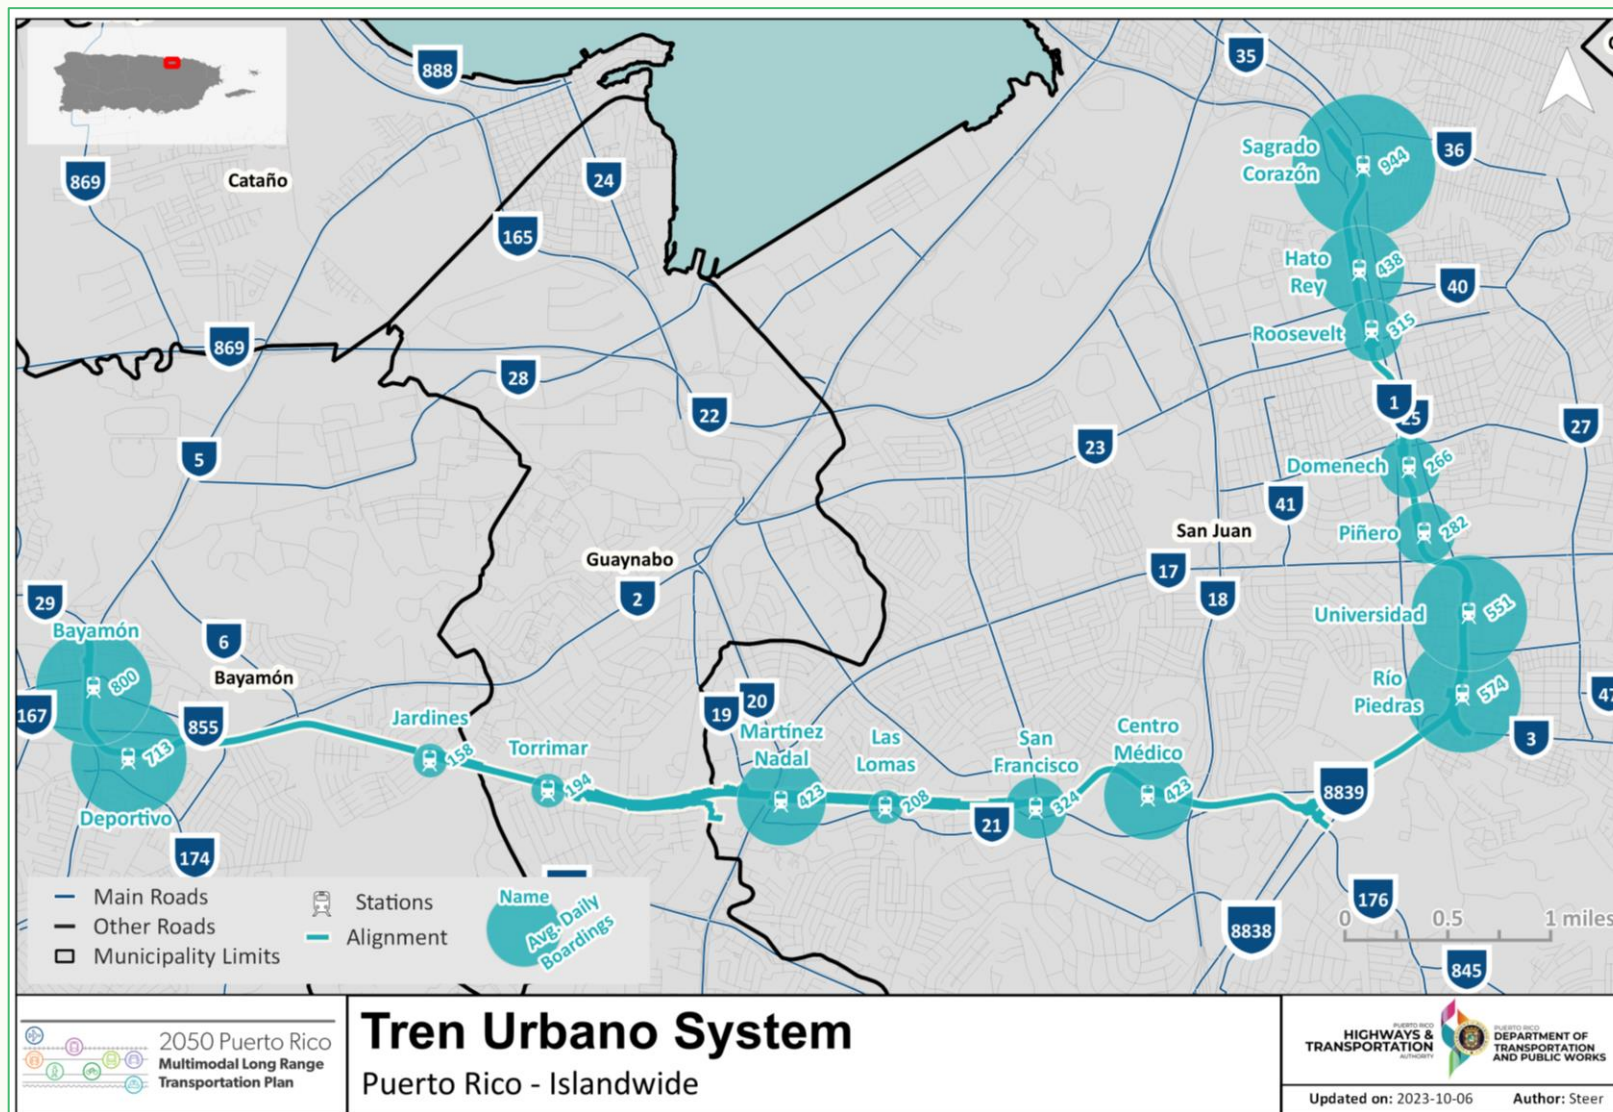 888
35
869
Cataño
24
Sagrado
Corazón
944
36
165
Hato
Rey
438
40
869
Roosevelt
315
28
22
1
25
27
23
5
Domenech
266
41
San Juan
Piñero
282
Guaynabo
17
29
2
18
Bayamón
6
Universidad
551
800
Bayamón
Río
Piedras
574
167
855
19
20
47
713
Jardines
158
Torrimar
194
Martínez
Nadal
423
Las
Lomas
208
San
Francisco
324
Centro
Médico
423
3
8839
Deportivo
21
174
Main Roads
Other Roads
Municipality Limits
Stations
Alignment
Name
Avg. Daily
Boardings
176
0 0.5 1 miles
8838
845
2050 Puerto Rico
Multimodal Long Range
Transportation Plan
Tren Urbano System
Puerto Rico - Islandwide
PUERTO RICO
HIGHWAYS &
TRANSPORTATION
AUTHORITY
PUERTO RICO
DEPARTMENT OF
TRANSPORTATION
AND PUBLIC WORKS
Updated on: 2023-10-06 Author: Steer